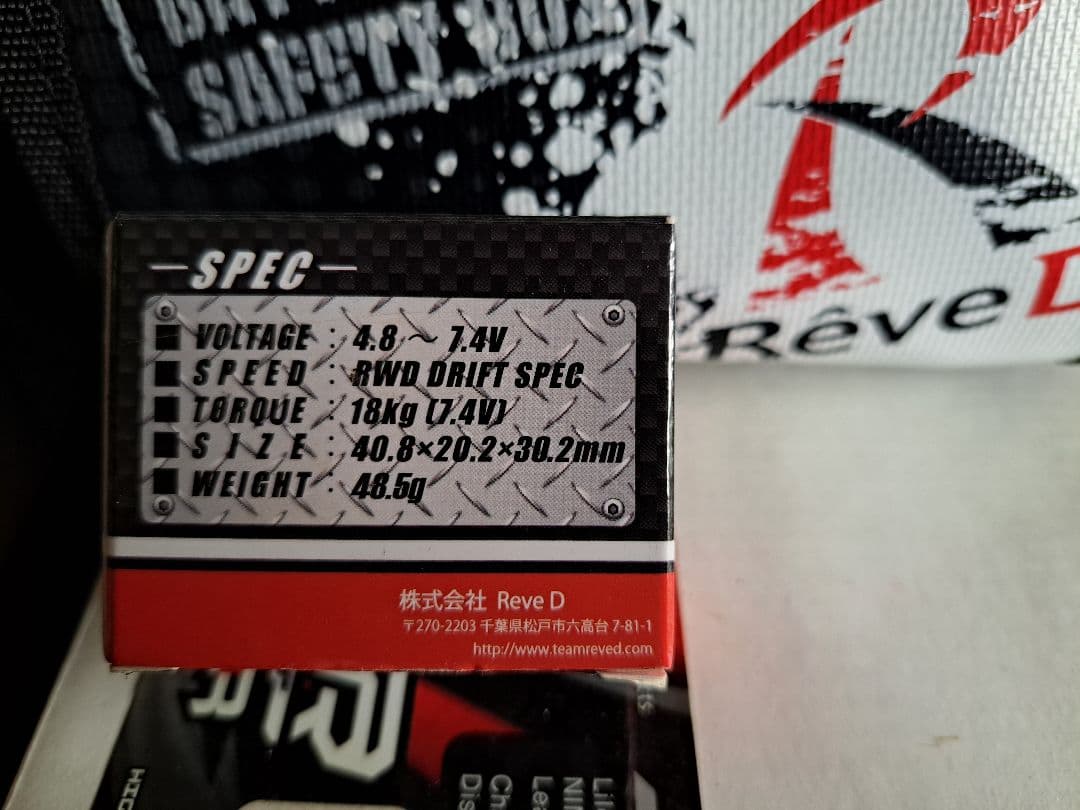 SAFETY
Rêve D
SPEC
■ VOLTAGE : 4.8 ～ 7.4V
■ SPEED : RWD DRIFT SPEC
■ TORQUE : 18kg (7.4V)
■ SIZE : 40.8×20.2×30.2mm
■ WEIGHT : 48.5g
株式会社 Reve D
〒270-2203 千葉県松戸市六高台 7-81-1
http://www.teamreved.com